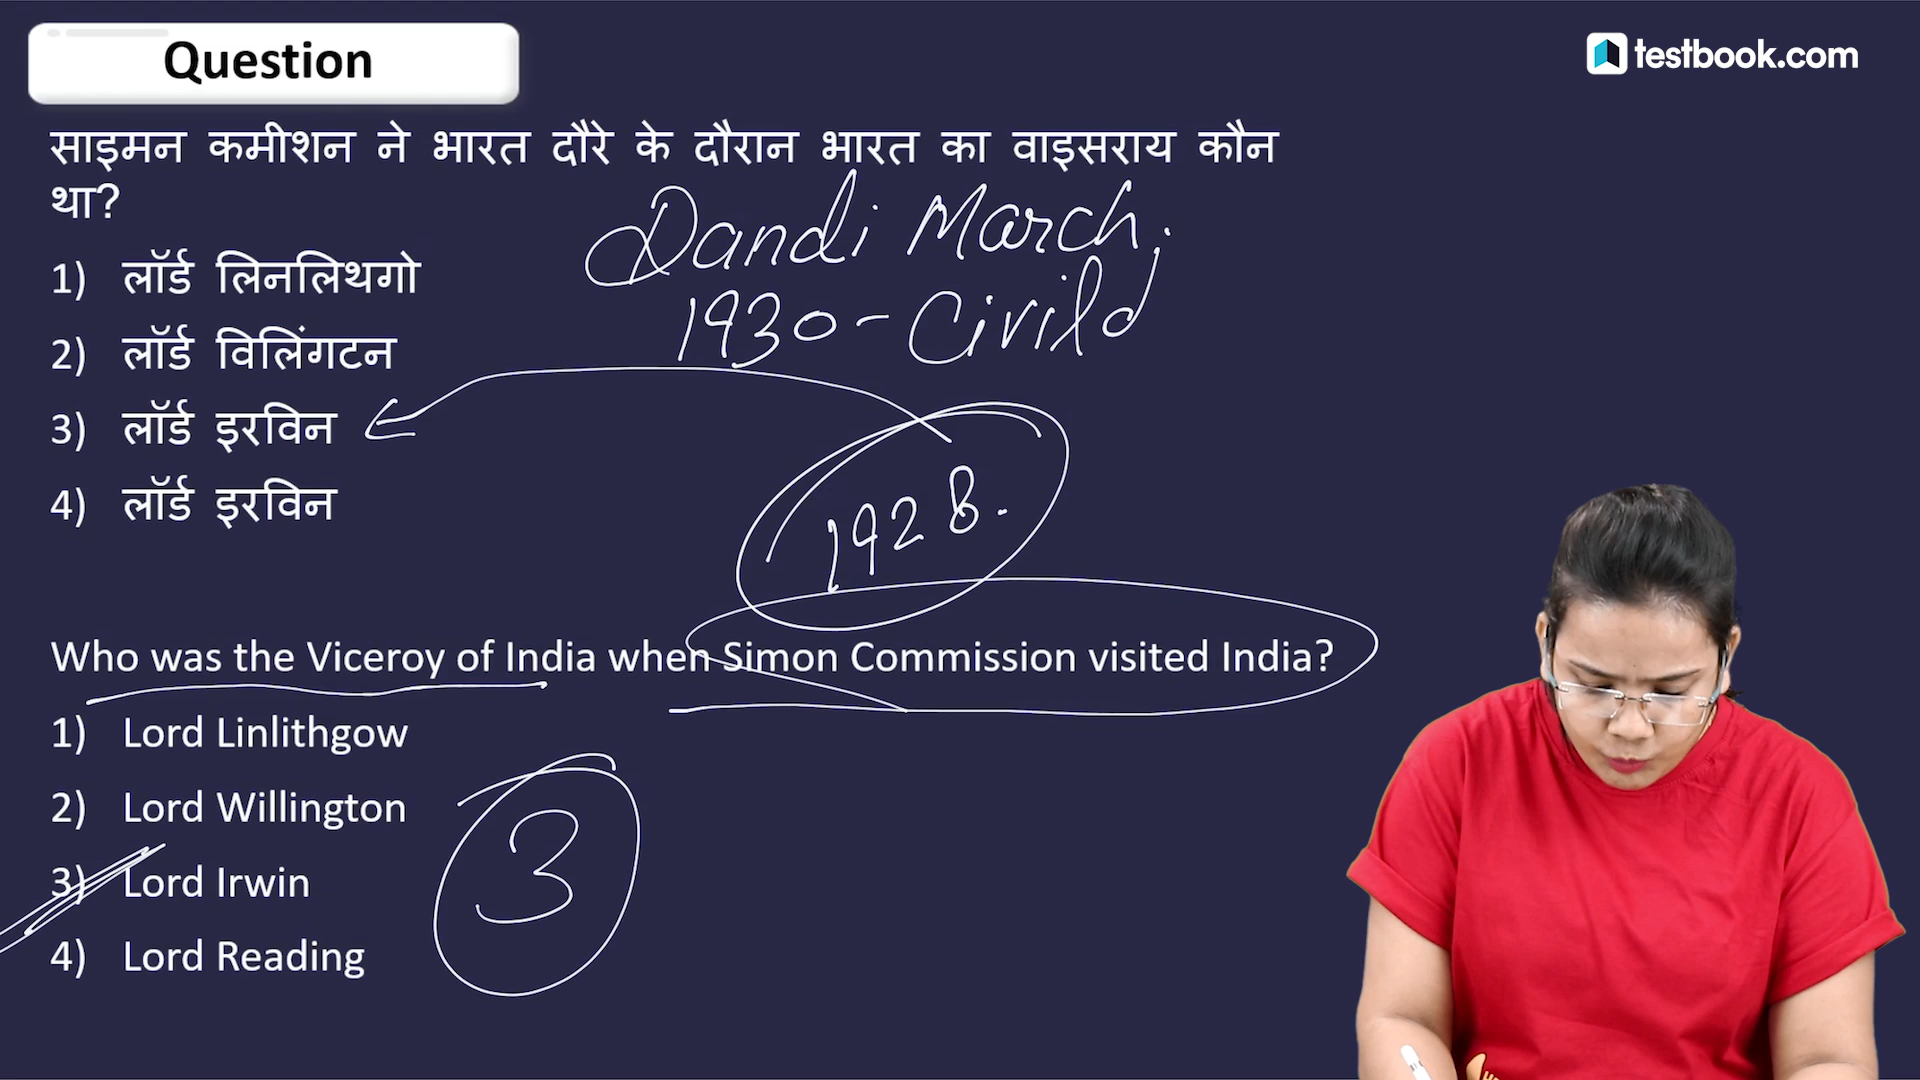 Question
testbook.com
साइमन कमीशन ने भारत दौरे के दौरान भारत का वाइसराय कौन
था?
Dandi March,
1) लॉर्ड लिनलिथगो
1930 - Civil d
2) लॉर्ड विलिंगटन
3) लॉर्ड इरविन
4) लॉर्ड इरविन
1928.
Who was the Viceroy of India when Simon Commission visited India?
1) Lord Linlithgow
2) Lord Willington
3) Lord Irwin
3
4) Lord Reading